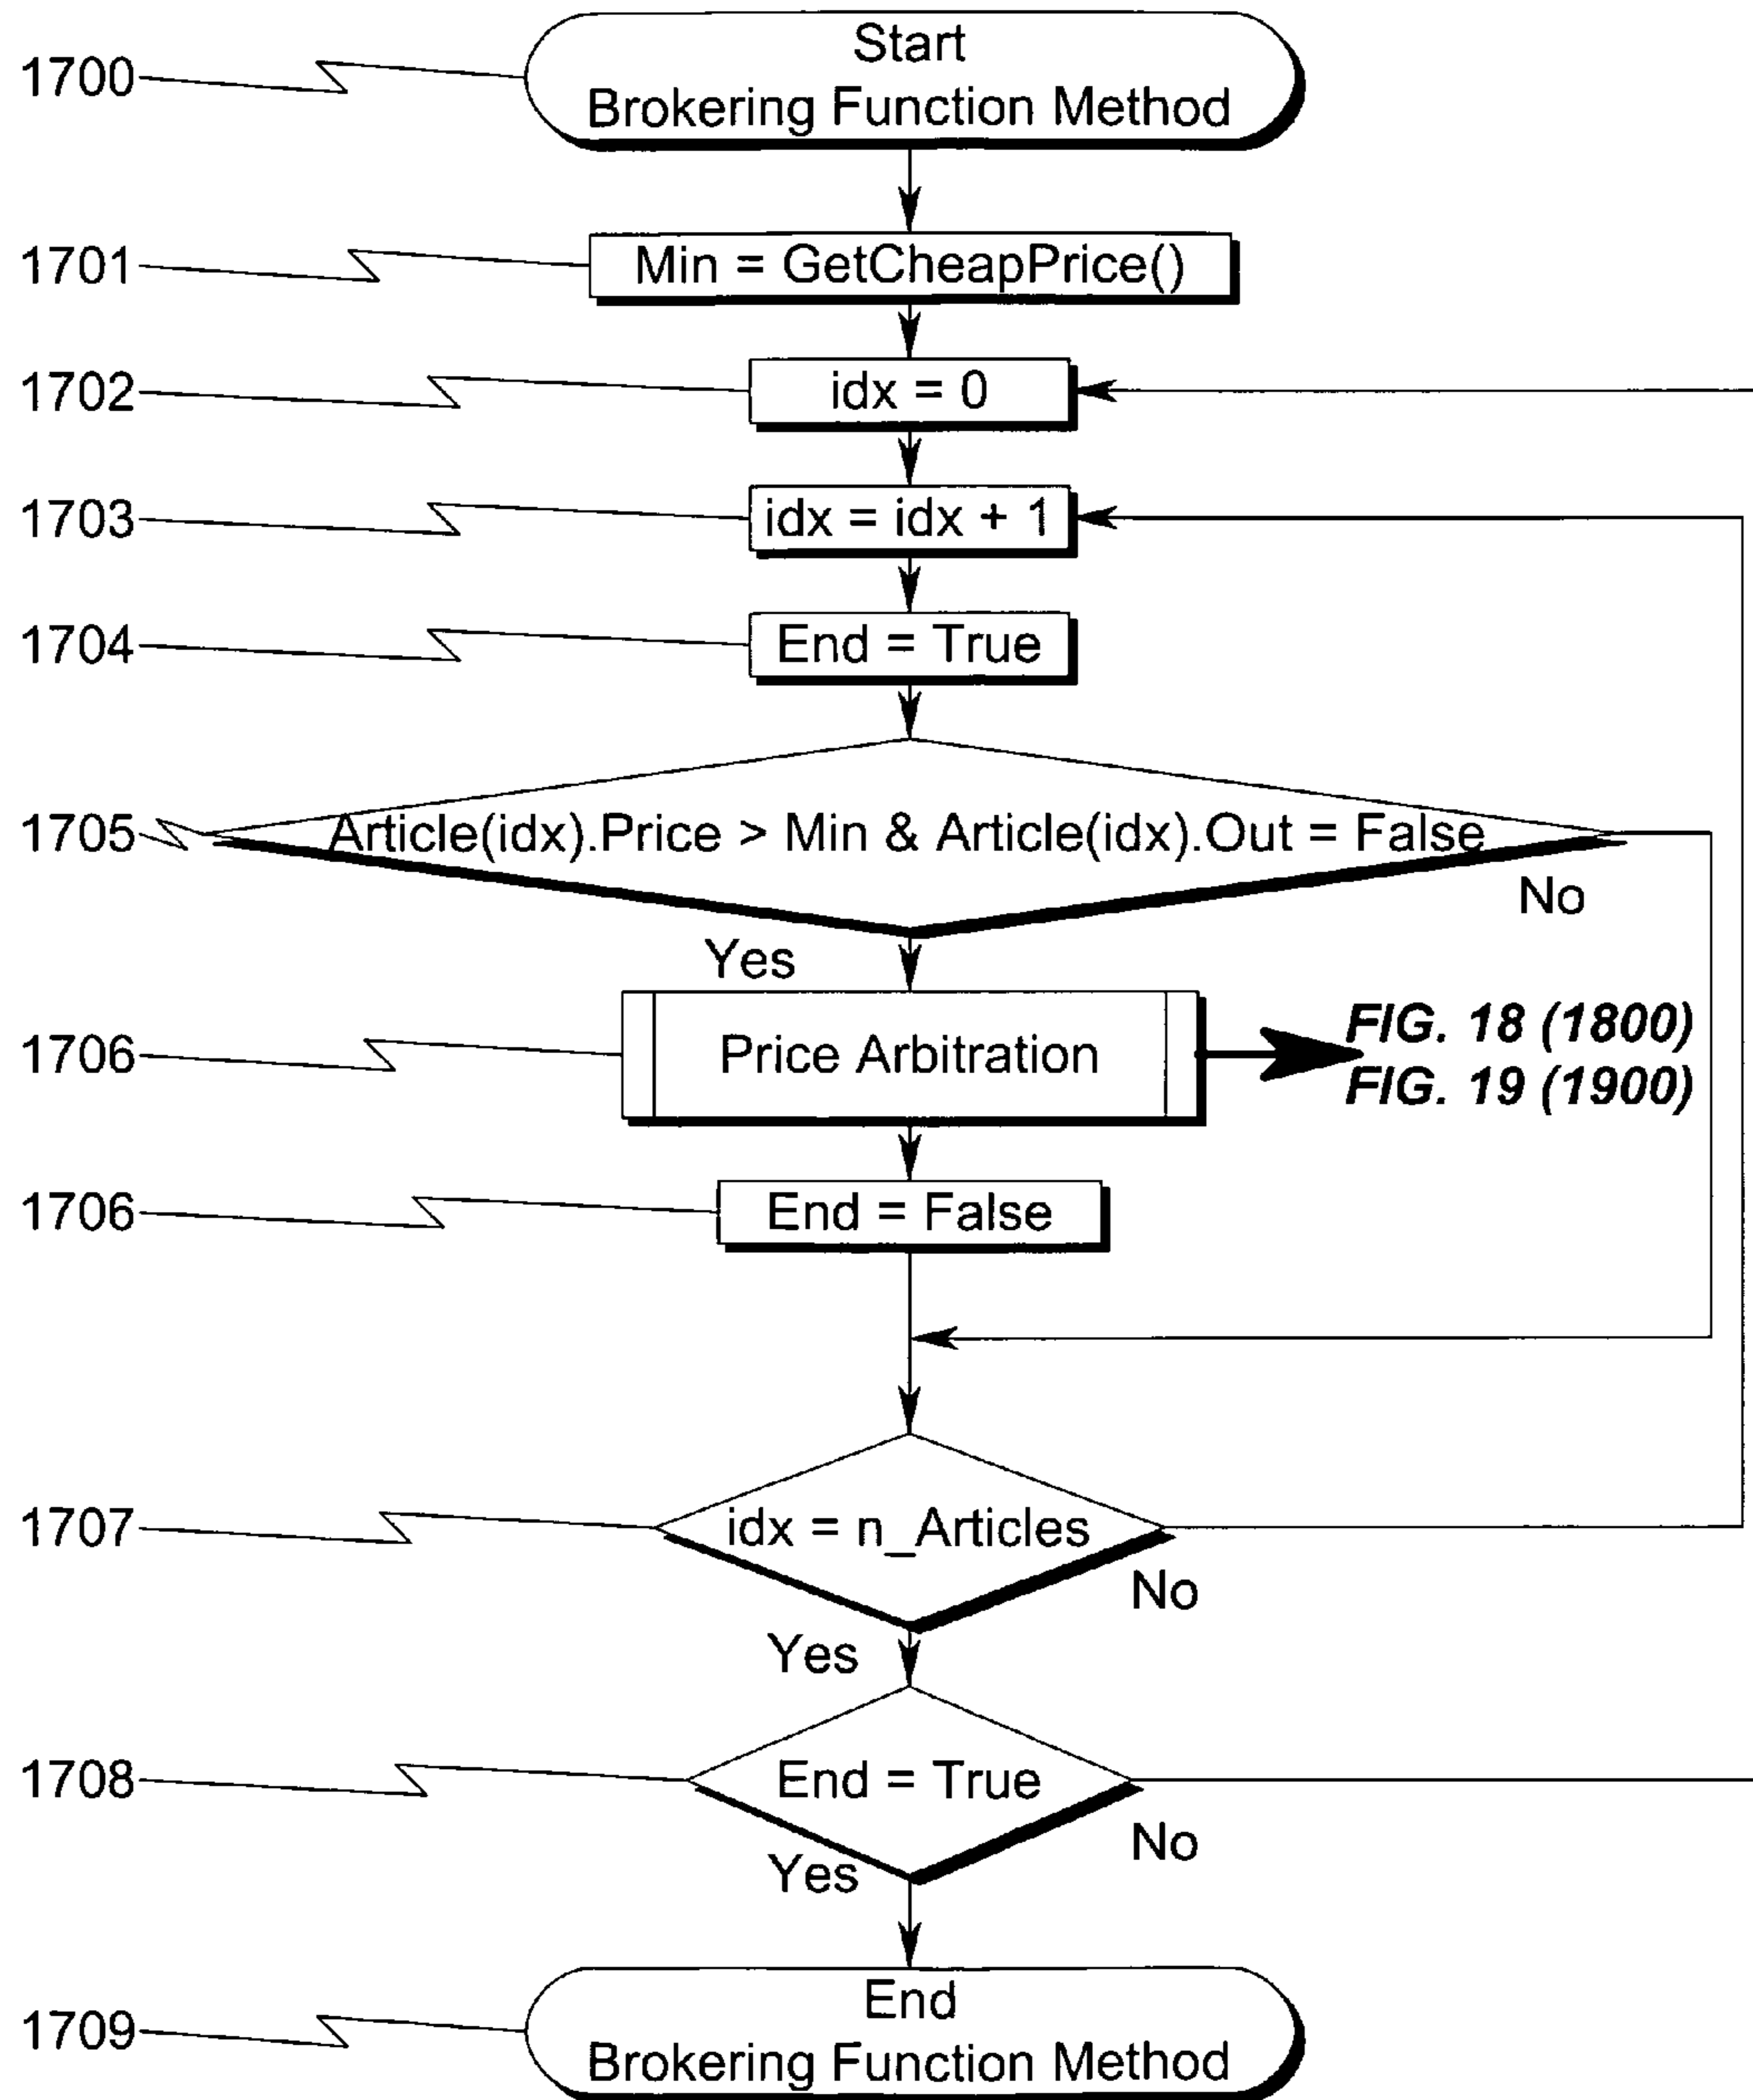 Start
1700
Brokering Function Method
1701
Min = GetCheapPrice()
1702
idx = 0
1703
idx = idx + 1
1704
End = True
1705
Article(idx).Price > Min & Article(idx).Out = False
No
Yes
1706
Price Arbitration
FIG. 18 (1800)
FIG. 19 (1900)
1706
End = False
1707
idx = n_Articles
No
Yes
1708
End = True
No
Yes
End
1709
Brokering Function Method